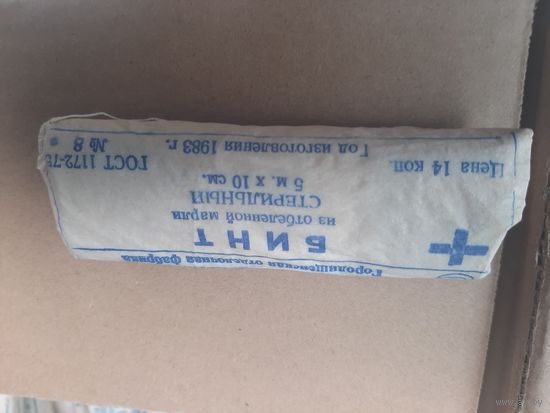 Городищенская отделочная фабрика
БИНТ
из отбеленной марли
СТЕРИЛЬНЫЙ
5 м. х 10 см.
Год изготовления 1983 г.
Цена 14 коп.
ГОСТ 1172-75
№ 8